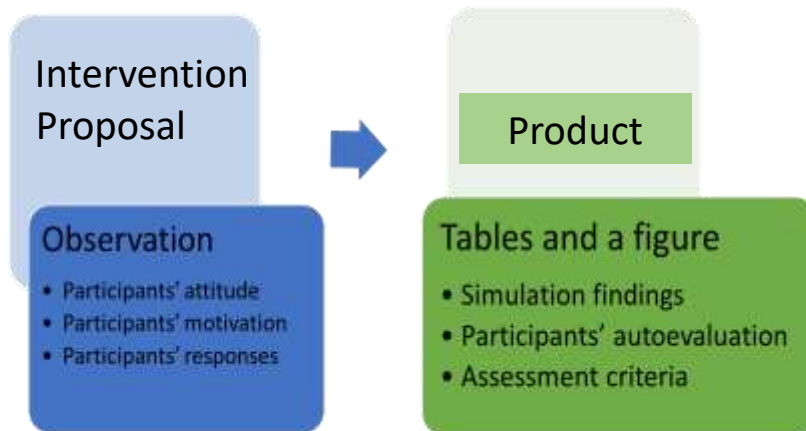 Intervention
Proposal
Observation
• Participants' attitude
• Participants' motivation
• Participants' responses
Product
Tables and a figure
• Simulation findings
• Participants' autoevaluation
• Assessment criteria